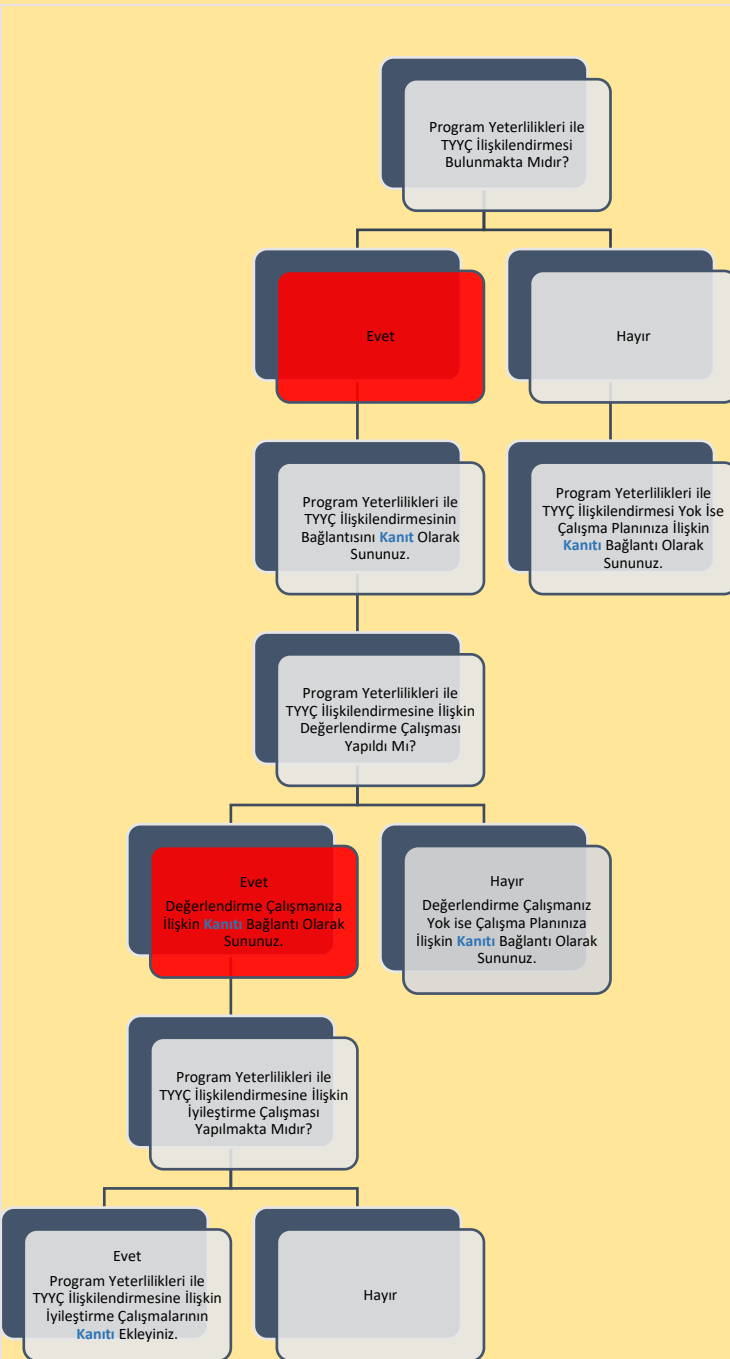 Program Yeterlilikleri ile
TYYÇ İlişkilendirmesi
Bulunmakta Mıdır?
Evet
Hayır
Program Yeterlilikleri ile
TYYÇ İlişkilendirmesinin
Bağlantısını Kanıt Olarak
Sununuz.
Program Yeterlilikleri ile
TYYÇ İlişkilendirmesi Yok İse
Çalışma Planınıza İlişkin
Kanıtı Bağlantı Olarak
Sununuz.
Program Yeterlilikleri ile
TYYÇ İlişkilendirmesine İlişkin
Değerlendirme Çalışması
Yapıldı Mı?
Evet
Değerlendirme Çalışmanıza
İlişkin Kanıtı Bağlantı Olarak
Sununuz.
Hayır
Değerlendirme Çalışmanız
Yok ise Çalışma Planınıza
İlişkin Kanıtı Bağlantı Olarak
Sununuz.
Program Yeterlilikleri ile
TYYÇ İlişkilendirmesine İlişkin
İyileştirme Çalışması
Yapılmakta Mıdır?
Evet
Program Yeterlilikleri ile
TYYÇ İlişkilendirmesine İlişkin
İyileştirme Çalışmalarının
Kanıtı Ekleyiniz.
Hayır